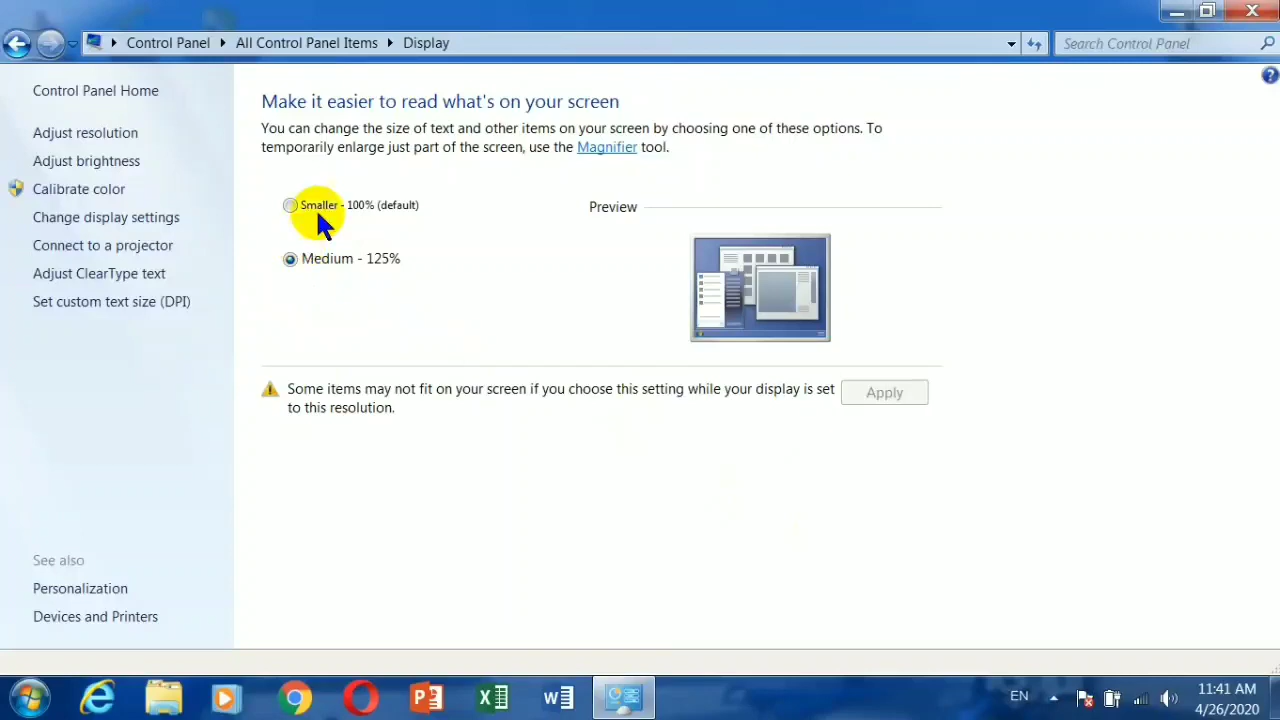 Control Panel
All Control Panel Items
Display
Search Control Panel
Control Panel Home
Adjust resolution
Adjust brightness
Calibrate color
Change display settings
Connect to a projector
Adjust ClearType text
Set custom text size (DPI)
See also
Personalization
Devices and Printers
Make it easier to read what's on your screen
You can change the size of text and other items on your screen by choosing one of these options. To
temporarily enlarge just part of the screen, use the Magnifier tool.
Smaller - 100% (default)
Medium - 125%
Preview
Some items may not fit on your screen if you choose this setting while your display is set
to this resolution.
Apply
EN
11:41 AM
4/26/2020